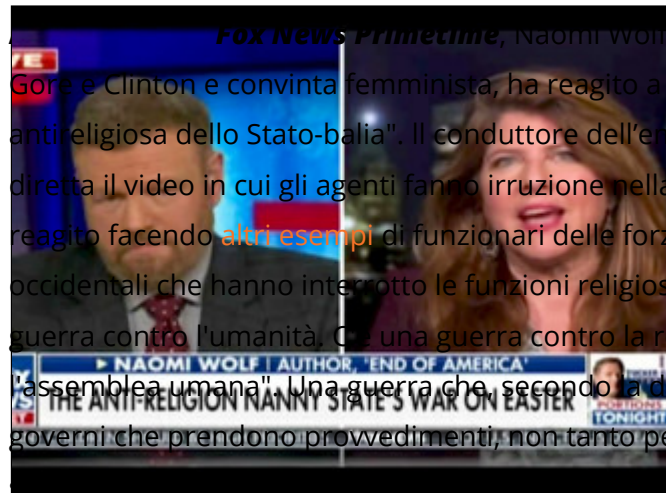 Fox News Primetime, Naomi Wolf
Gore e Clinton e convinta femminista, ha reagito a
antireligiosa dello Stato-balia". Il conduttore dell'e
diretta il video in cui gli agenti fanno irruzione nella
reagito facendo altri esempi di funzionari delle forz
occidentali che hanno interrotto le funzioni religios
guerra contro l'umanità. C'è una guerra contro la
NAOMI WOLF | AUTHOR, 'END OF AMERICA'
l'assemblea umana". Una guerra che, secondo la d
THE ANTI-RELIGION NANNY STATE'S WAR ON EASTER
PORTIONS
TONIGHT
governi che prendono provvedimenti, non tanto pe